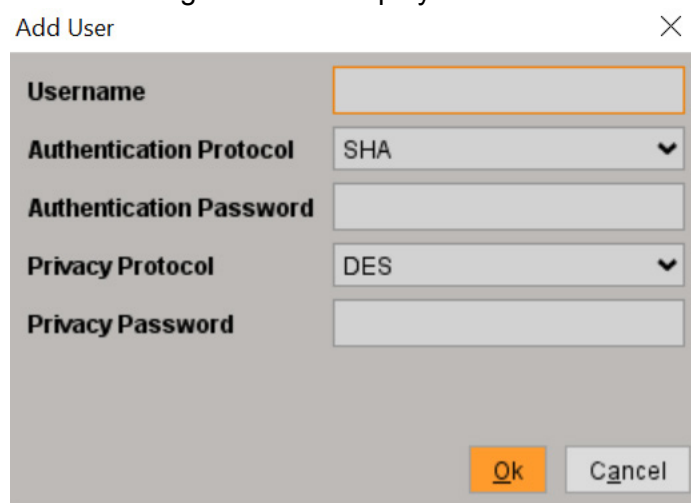 Add User
Username
Authentication Protocol SHA
Authentication Password
Privacy Protocol DES
Privacy Password
Ok Cancel